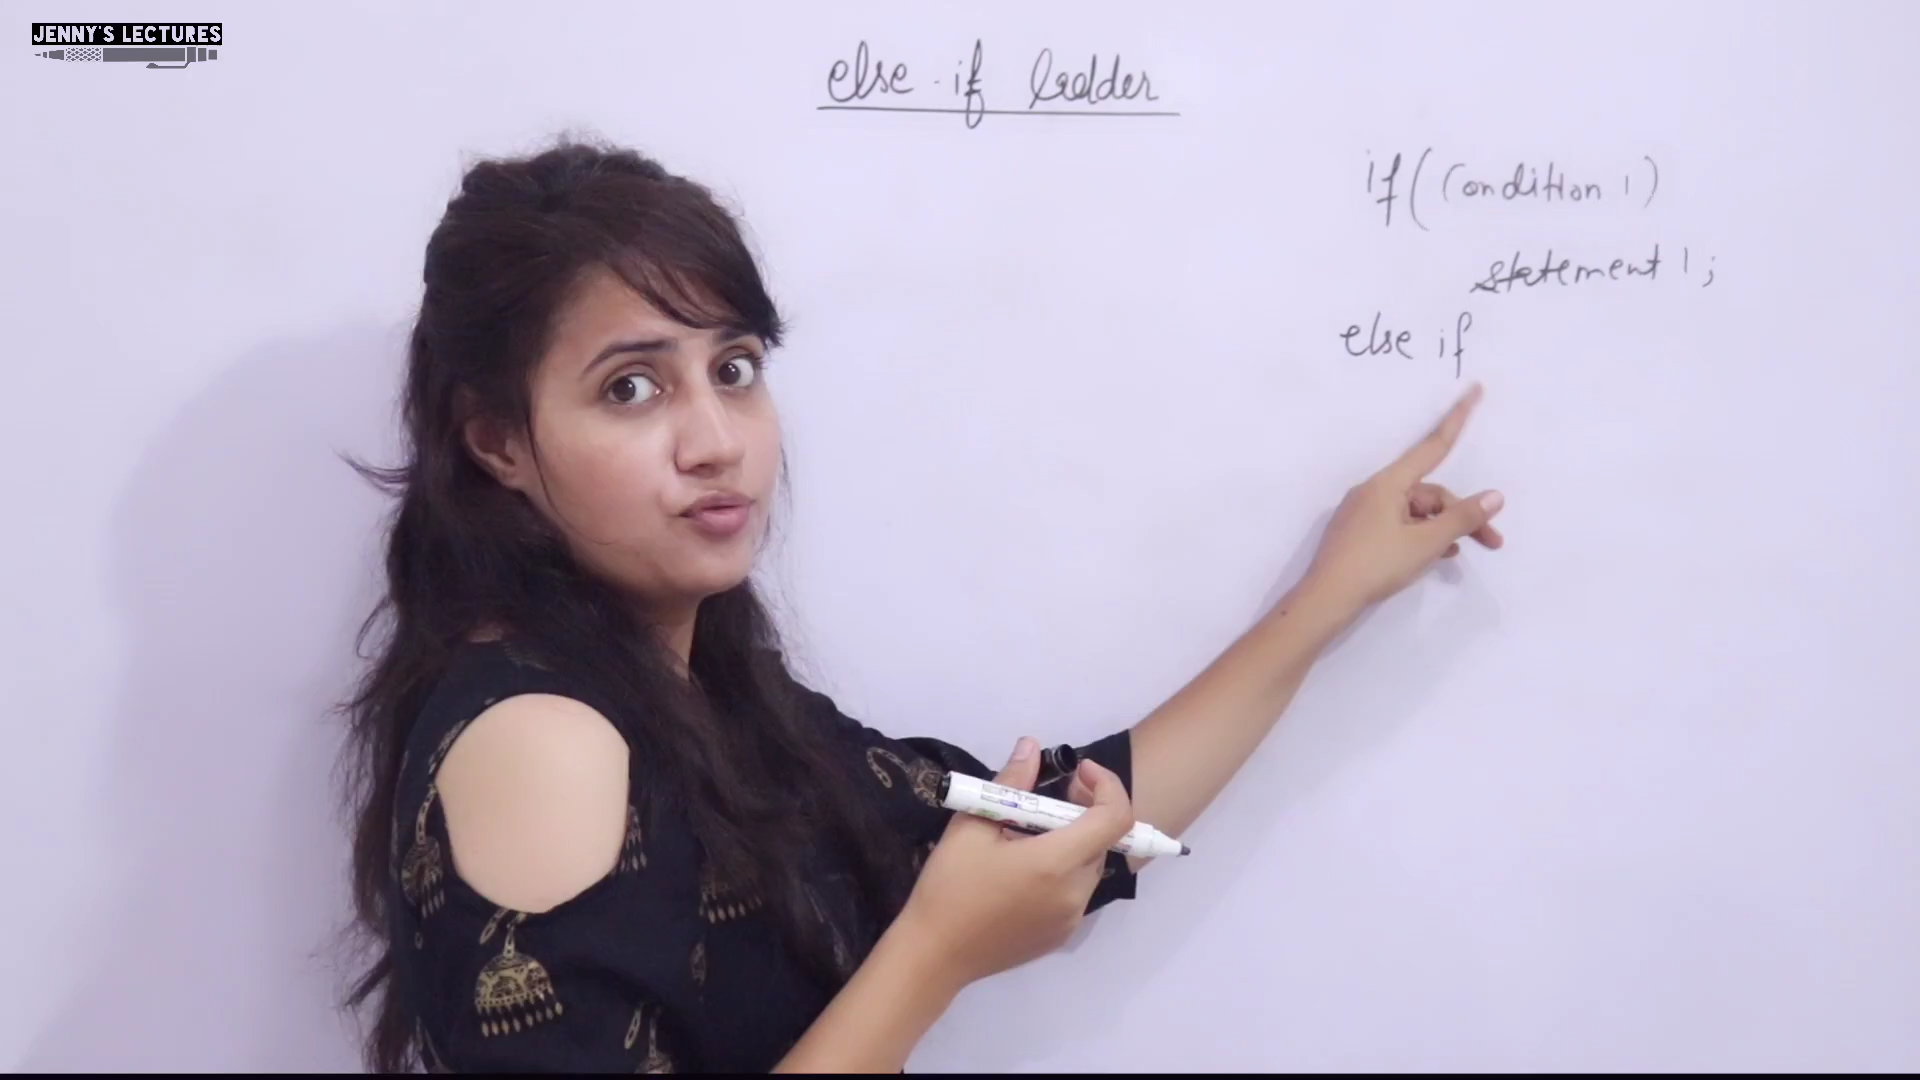 JENNY'S LECTURES
else-if ladder
if (Condition 1)
statement 1;
else if